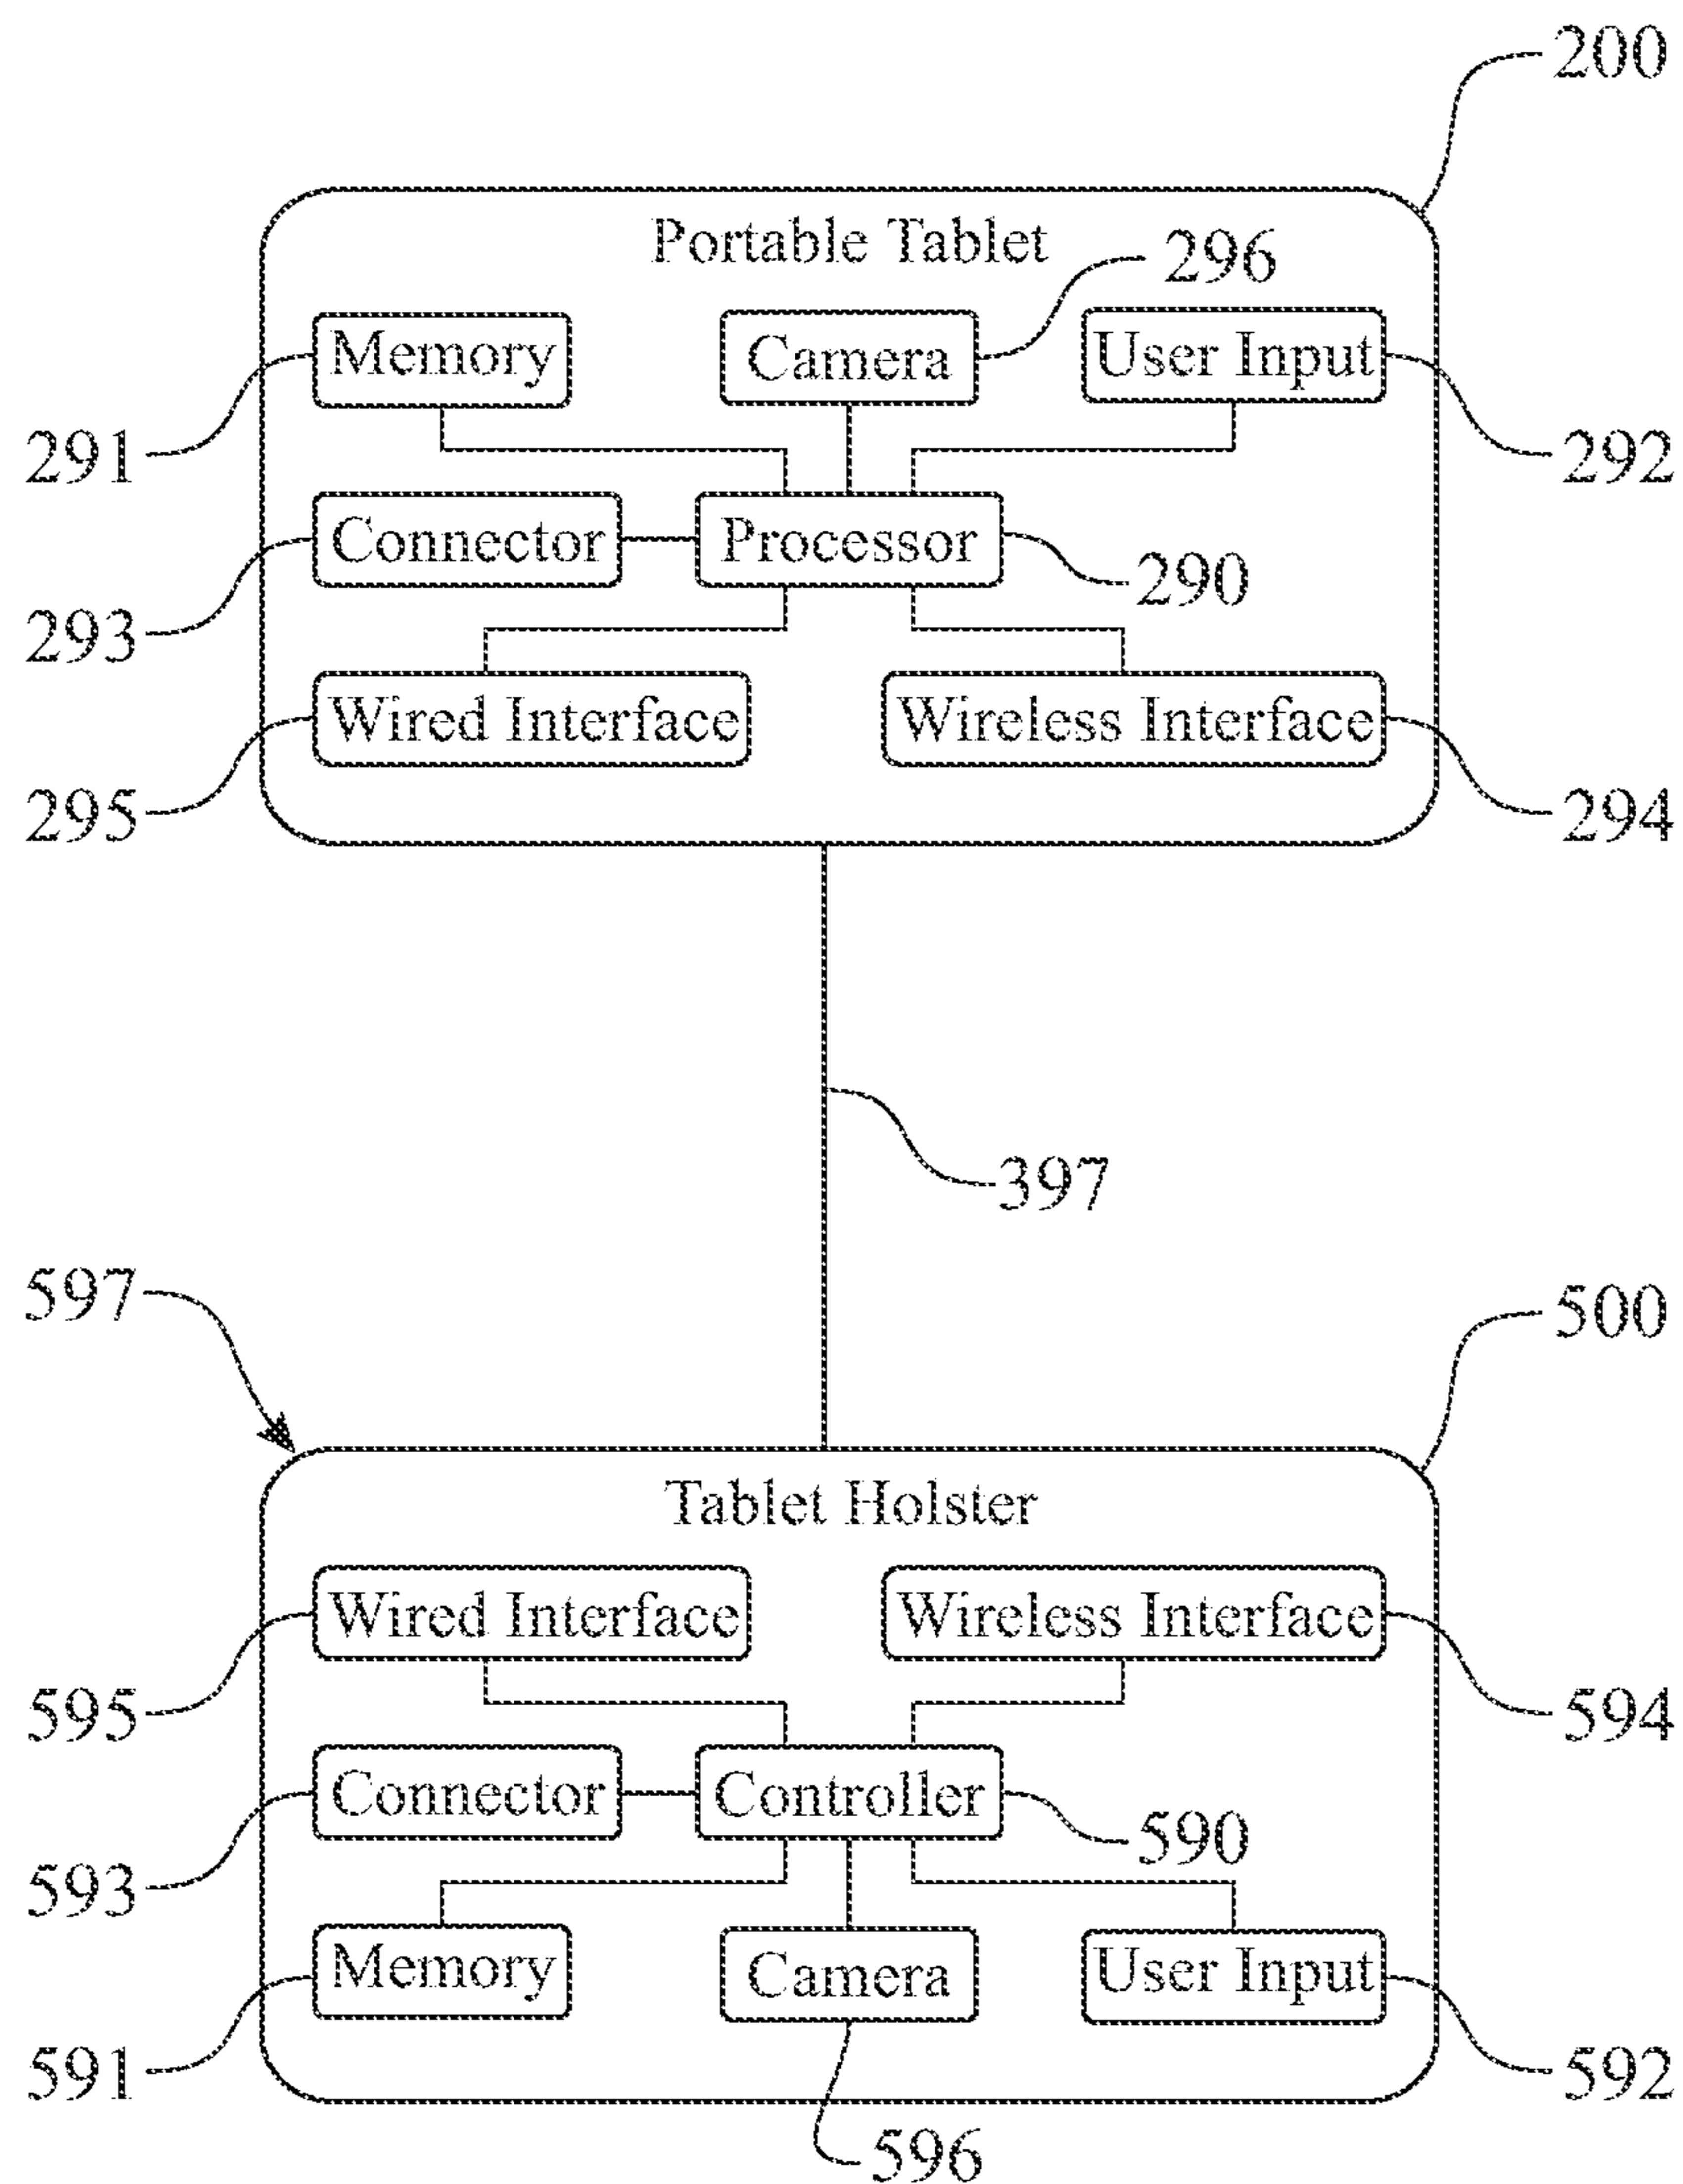 200
Portable Tablet
296
Memory
Camera
User Input
291
292
Connector
Processor
290
293
Wired Interface
Wireless Interface
295
294
397
597
500
Tablet Holster
Wired Interface
Wireless Interface
595
594
Connector
Controller
590
593
Memory
Camera
User Input
591
592
596